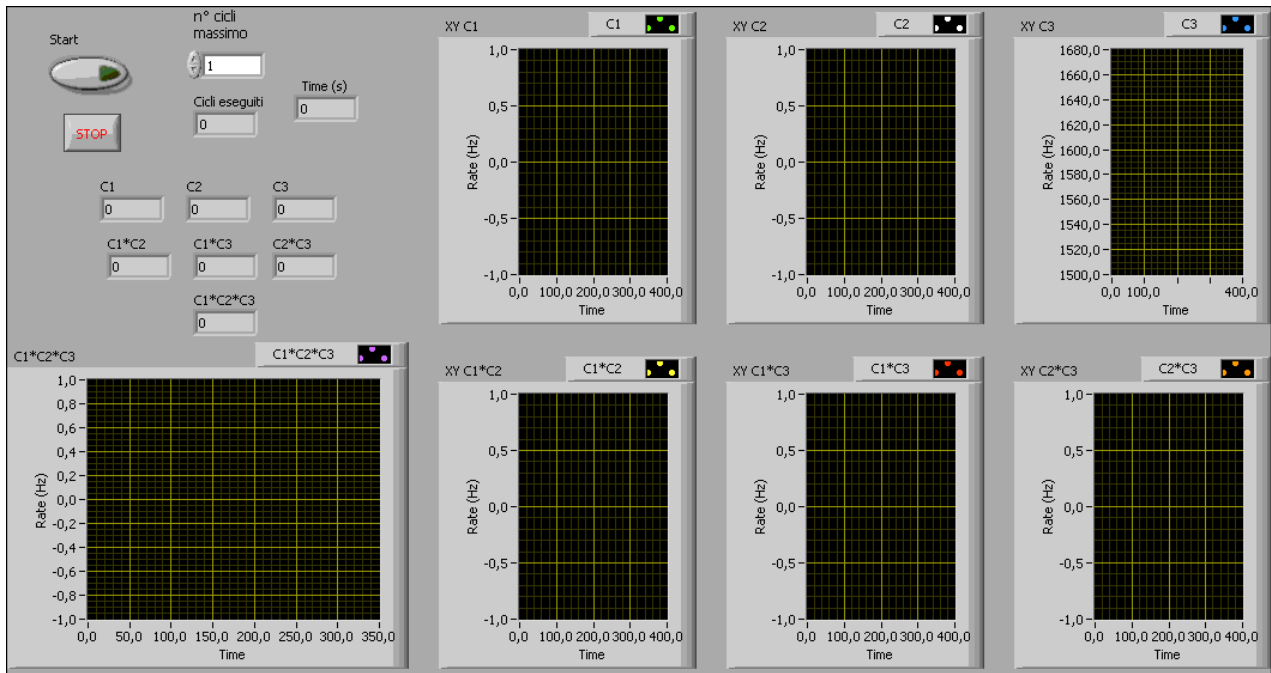 Start
n° cicli
massimo
1
Cicli eseguiti
0
Time (s)
0
STOP
C1
0
C2
0
C3
0
C1*C2
0
C1*C3
0
C2*C3
0
C1*C2*C3
0
XY C1
C1
1,0
0,5
0,0
-0,5
-1,0
Rate (Hz)
0,0 100,0 200,0 300,0 400,0
Time
XY C2
C2
1,0
0,5
0,0
-0,5
-1,0
Rate (Hz)
0,0 100,0 200,0 300,0 400,0
Time
XY C3
C3
1680,0
1660,0
1640,0
1620,0
1600,0
1580,0
1560,0
1540,0
1520,0
1500,0
Rate (Hz)
0,0 100,0 400,0
Time
C1*C2*C3
C1*C2*C3
1,0
0,8
0,6
0,4
0,2
0,0
-0,2
-0,4
-0,6
-0,8
-1,0
Rate (Hz)
0,0 50,0 100,0 150,0 200,0 250,0 300,0 350,0
Time
XY C1*C2
C1*C2
1,0
0,5
0,0
-0,5
-1,0
Rate (Hz)
0,0 100,0 200,0 300,0 400,0
Time
XY C1*C3
C1*C3
1,0
0,5
0,0
-0,5
-1,0
Rate (Hz)
0,0 100,0 200,0 300,0 400,0
Time
XY C2*C3
C2*C3
1,0
0,5
0,0
-0,5
-1,0
Rate (Hz)
0,0 100,0 200,0 300,0 400,0
Time